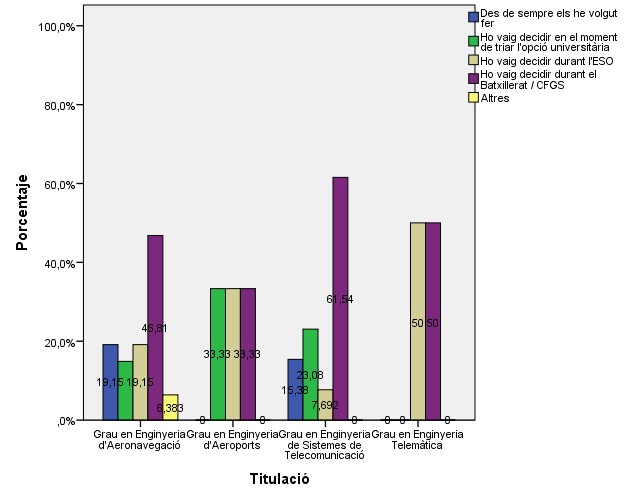 100,0%
80,0%
60,0%
40,0%
20,0%
,0%
Porcentaje
19,15
19,15
46,81
6,383
0
33,33
33,33
0
15,38
23,08
7,692
61,54
0
0
0
50
50
0
Grau en Enginyeria
d'Aeronavegació
Grau en Enginyeria
d'Aeroports
Grau en Enginyeria
de Sistemes de
Telecomunicació
Grau en Enginyeria
Telemàtica
Titulació
Des de sempre els he volgut
fer
Ho vaig decidir en el moment
de triar l'opció universitària
Ho vaig decidir durant l'ESO
Ho vaig decidir durant el
Batxillerat / CFGS
Altres